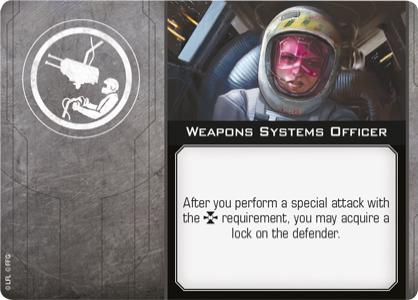 WEAPONS SYSTEMS OFFICER
After you perform a special attack with
the requirement, you may acquire a
lock on the defender.
© LFL © FFG